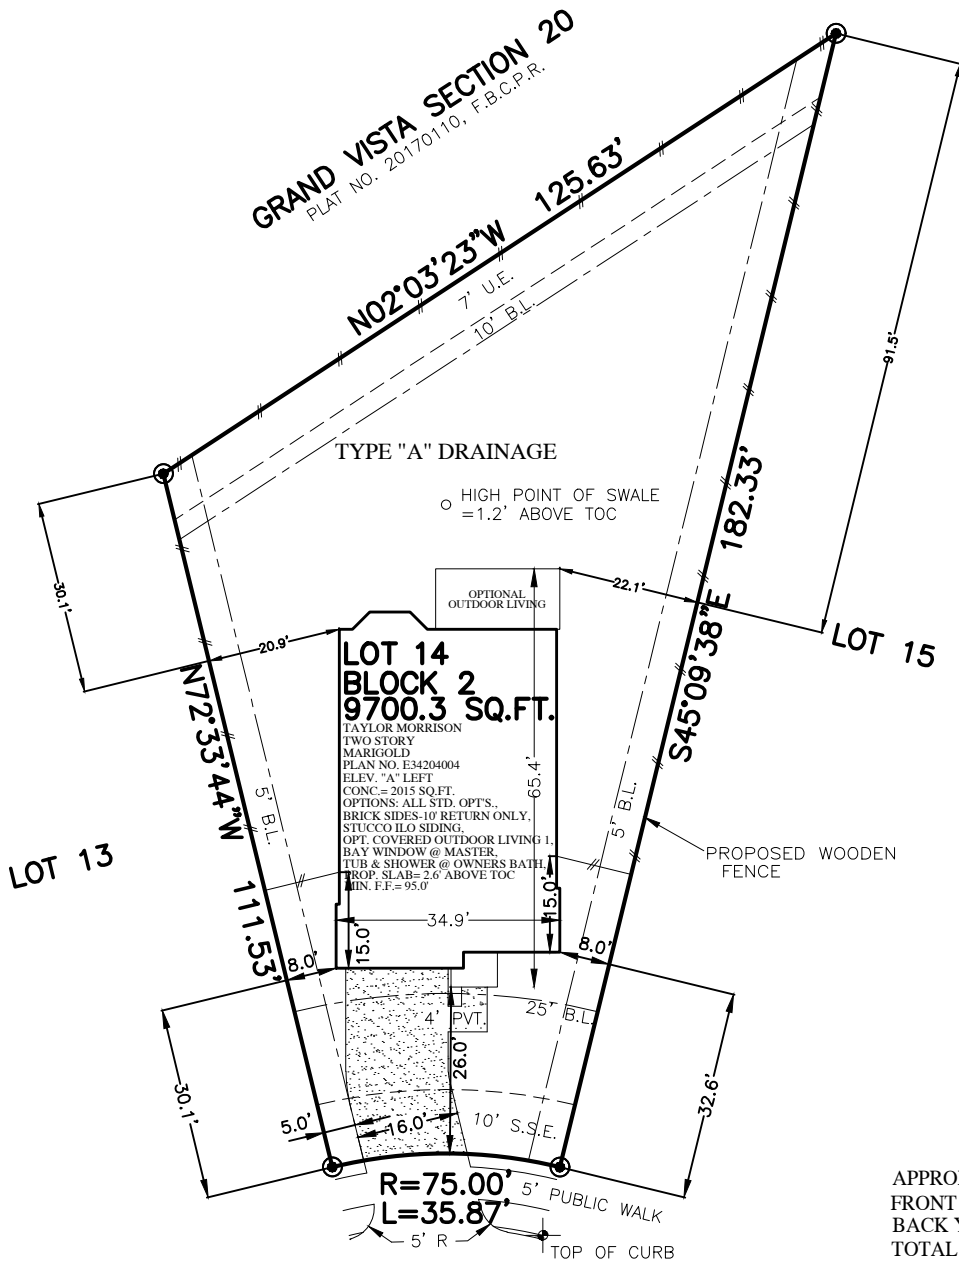 GRAND VISTA SECTION 20
PLAT NO. 20170110, F.B.C.P.R.
N02°03'23"W 125.63'
7' U.E.
10' B.L.
91.5'
TYPE "A" DRAINAGE
HIGH POINT OF SWALE
=1.2' ABOVE TOC
182.33'
S45°09'38"E
30.1'
20.9'
22.1'
OPTIONAL
OUTDOOR LIVING
LOT 15
LOT 14
BLOCK 2
9700.3 SQ.FT.
TAYLOR MORRISON
TWO STORY
MARIGOLD
PLAN NO. E34204004
ELEV. "A" LEFT
CONC.= 2015 SQ.FT.
OPTIONS: ALL STD. OPT'S.,
BRICK SIDES-10' RETURN ONLY,
STUCCO ILO SIDING,
OPT. COVERED OUTDOOR LIVING 1,
BAY WINDOW @ MASTER,
TUB & SHOWER @ OWNERS BATH,
PROP. SLAB= 2.6' ABOVE TOC
MIN. F.F.= 95.0'
65.4'
N72°33'44"W
111.53'
5' B.L.
5' B.L.
LOT 13
PROPOSED WOODEN
FENCE
15.0'
34.9'
15.0'
8.0'
8.0'
4' PVT.
25' B.L.
26.0'
30.1'
32.6'
5.0'
16.0'
10' S.S.E.
R=75.00'
L=35.87'
5' PUBLIC WALK
5' R
TOP OF CURB
APPRO
FRONT
BACK Y
TOTAL